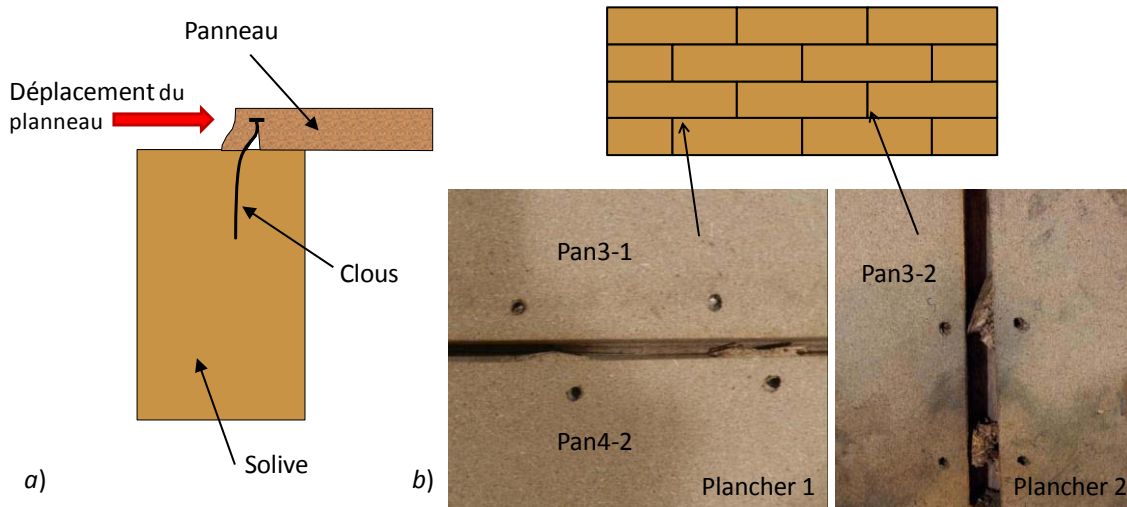 Panneau
Déplacement du
planneau
Clous
Solive
a)
b)
Pan3-1
Pan4-2
Plancher 1
Pan3-2
Plancher 2